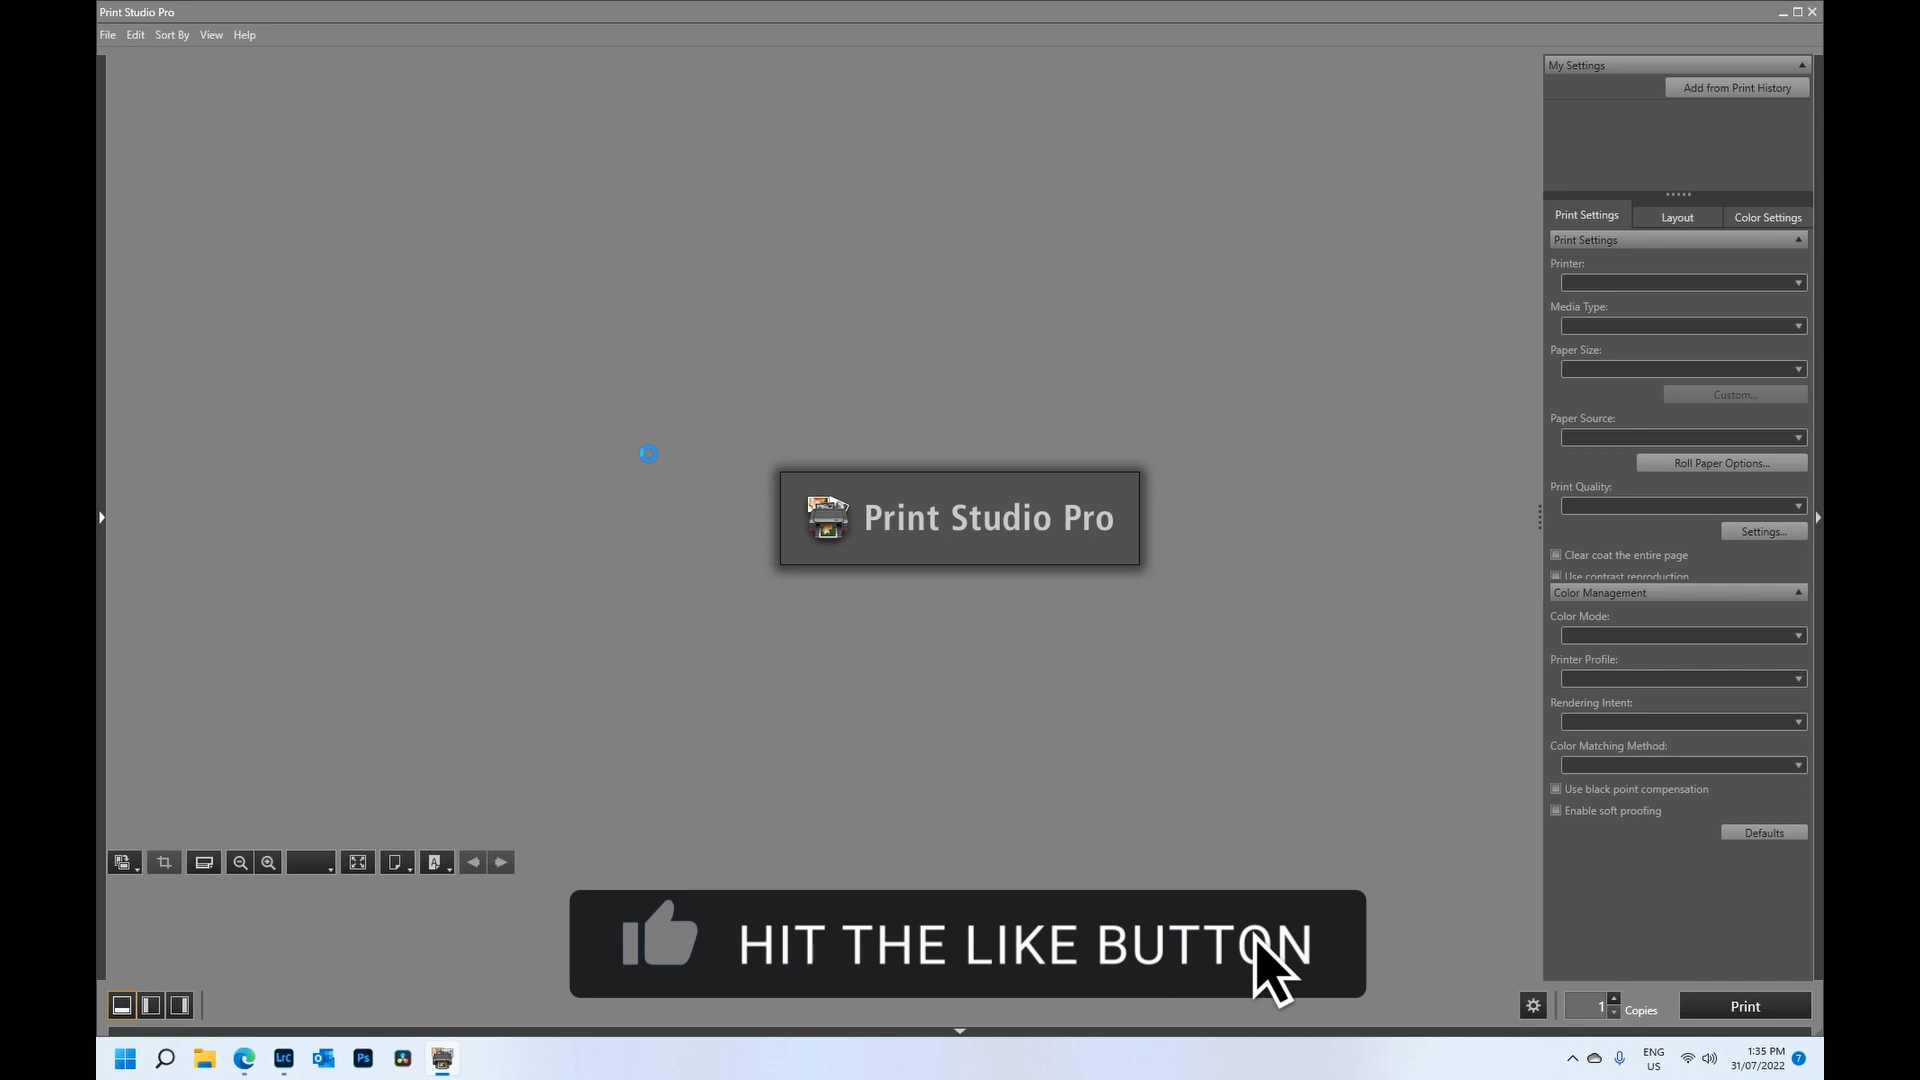 Print Studio Pro
File Edit Sort By View Help
My Settings
Add from Print History
Print Settings Layout Color Settings
Print Settings
Printer:
Media Type:
Paper Size:
Custom...
Paper Source:
Roll Paper Options...
Print Quality:
Settings...
Clear coat the entire page
Use contrast reproduction
Color Management
Color Mode:
Printer Profile:
Rendering Intent:
Color Matching Method:
Use black point compensation
Enable soft proofing
Defaults
Print Studio Pro
A
HIT THE LIKE BUTTON
1 Copies Print
Lrc Ps
ENG
US
1:35 PM
31/07/2022
7